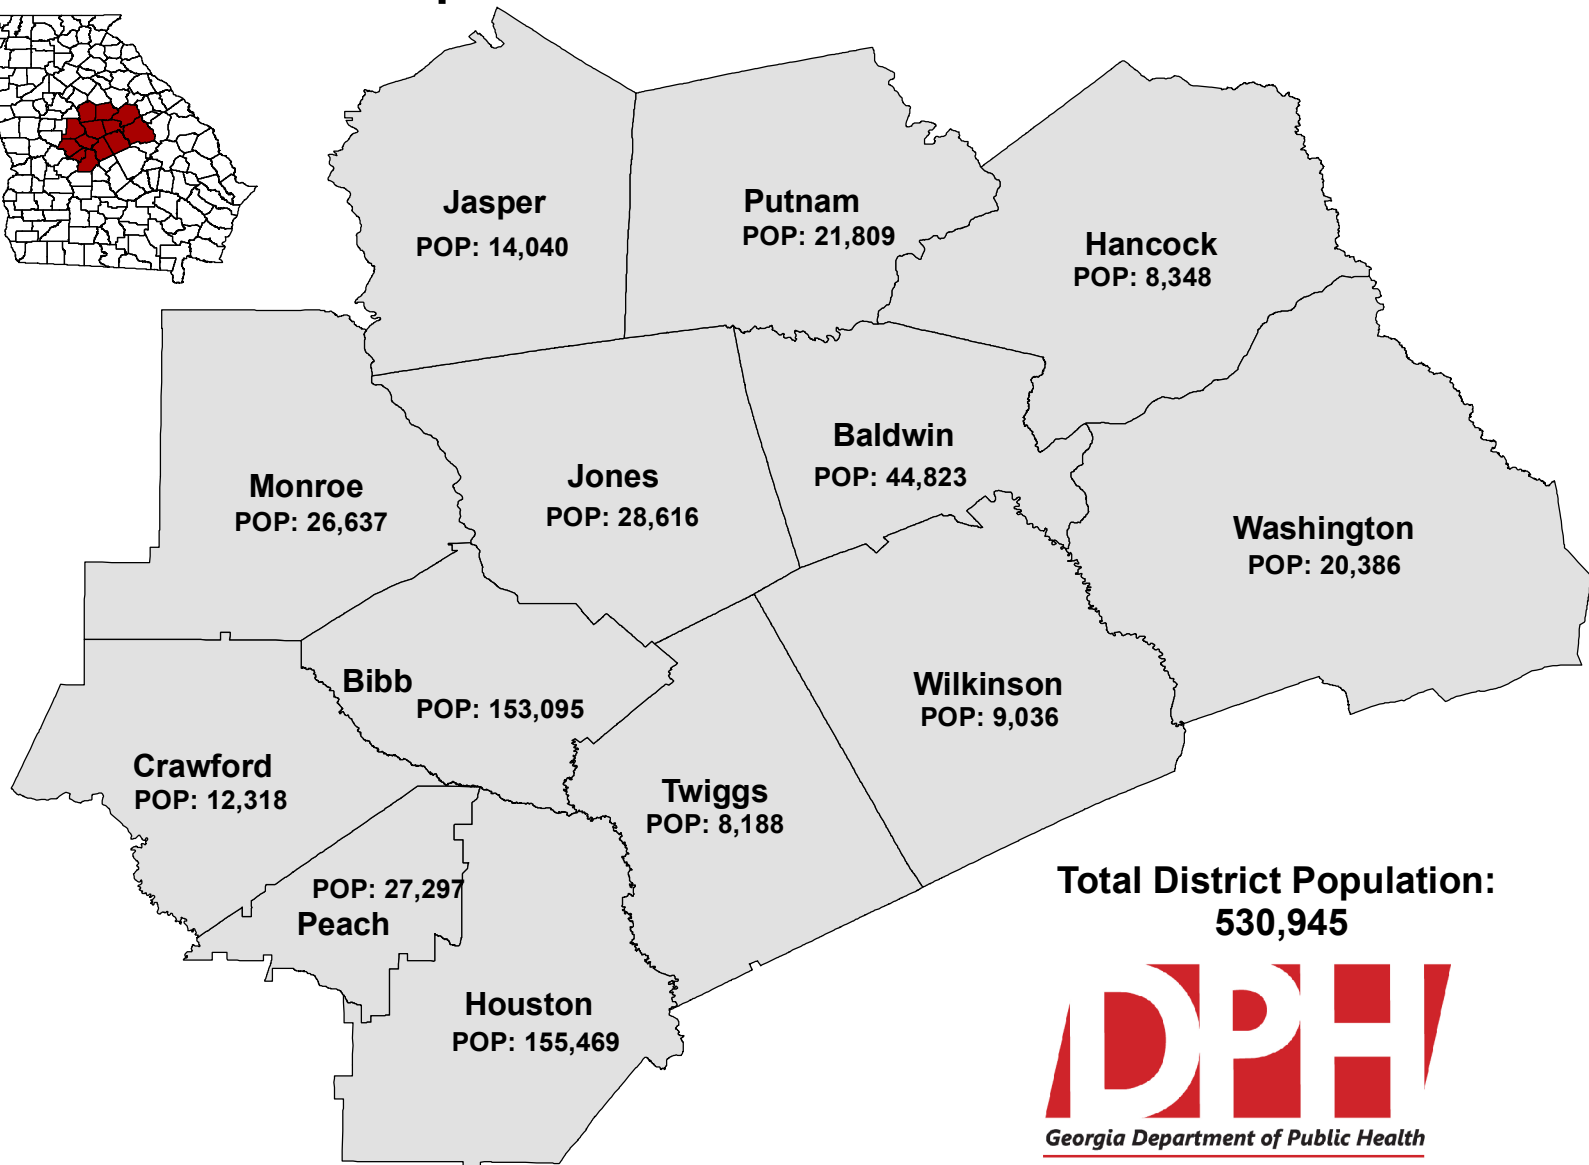 Jasper
POP: 14,040
Putnam
POP: 21,809
Hancock
POP: 8,348
Monroe
POP: 26,637
Jones
POP: 28,616
Baldwin
POP: 44,823
Washington
POP: 20,386
Bibb
POP: 153,095
Wilkinson
POP: 9,036
Crawford
POP: 12,318
Twiggs
POP: 8,188
POP: 27,297
Peach
Houston
POP: 155,469
Total District Population:
530,945
DPH
Georgia Department of Public Health